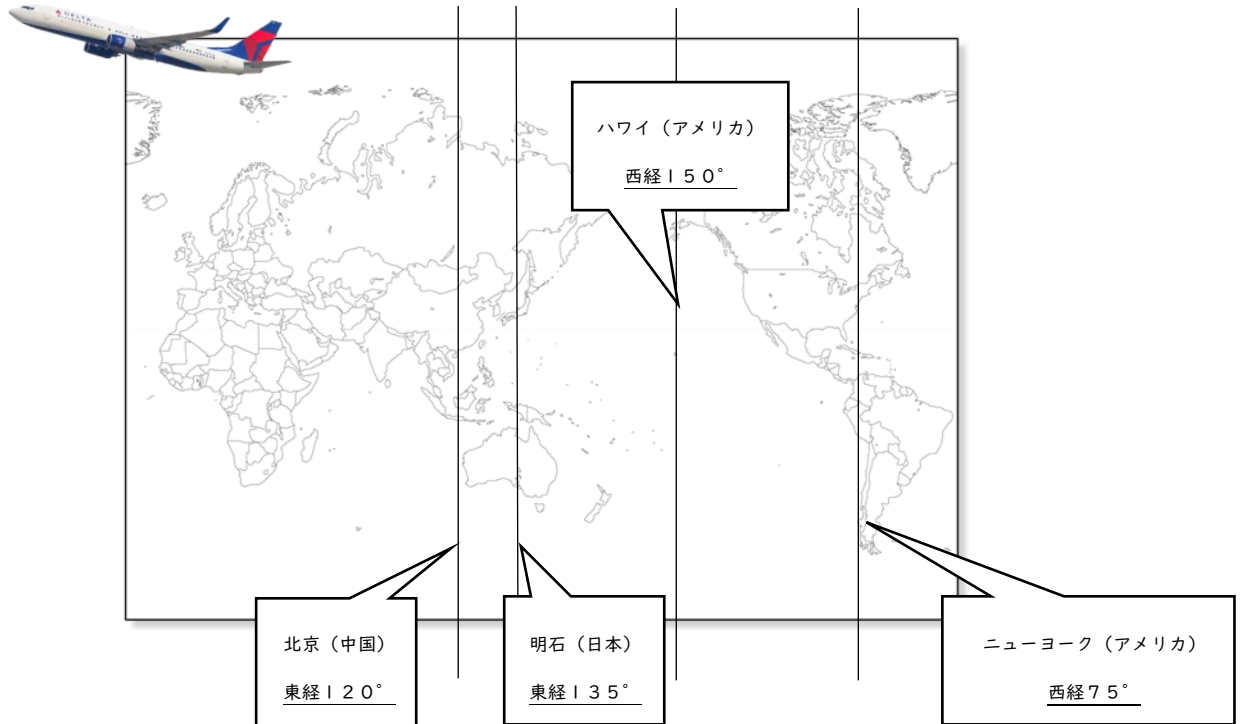 DELTA
ハワイ（アメリカ）
西経１５０°
北京（中国）
東経１２０°
明石（日本）
東経１３５°
ニューヨーク（アメリカ）
西経７５°